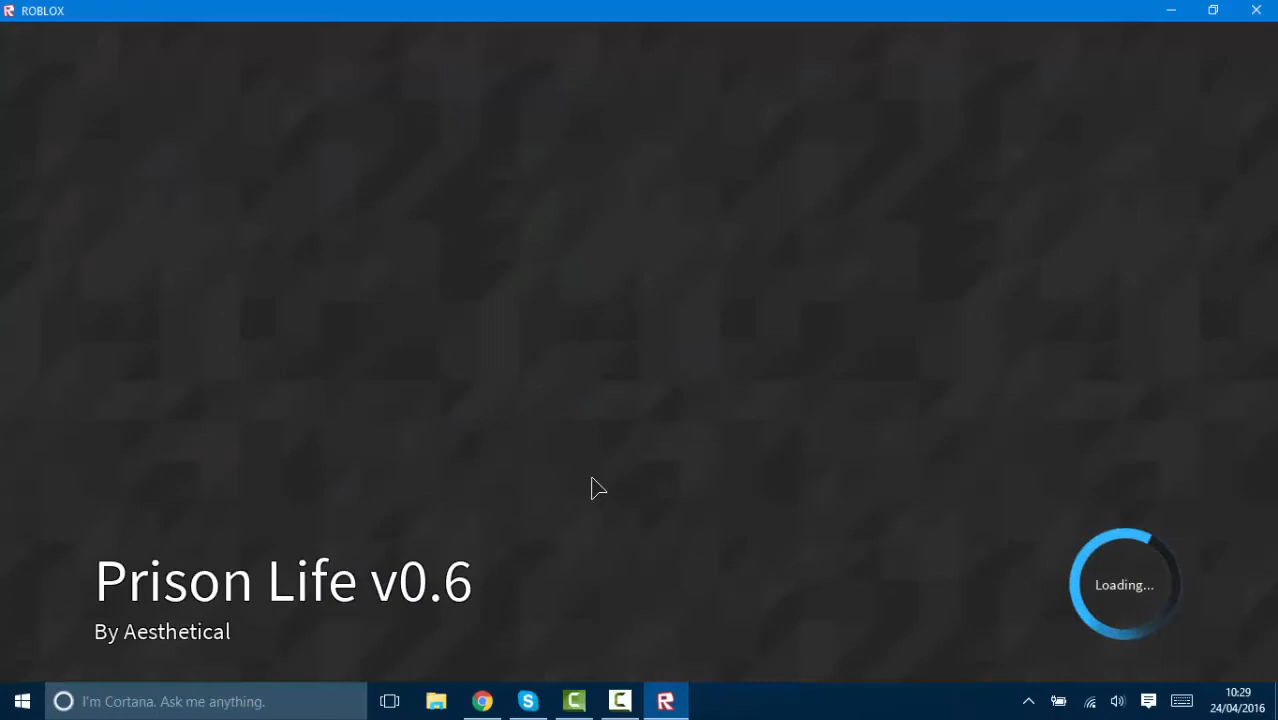 ROBLOX
Prison Life v0.6
By Aesthetical
Loading...
I'm Cortana. Ask me anything.
10:29
24/04/2016